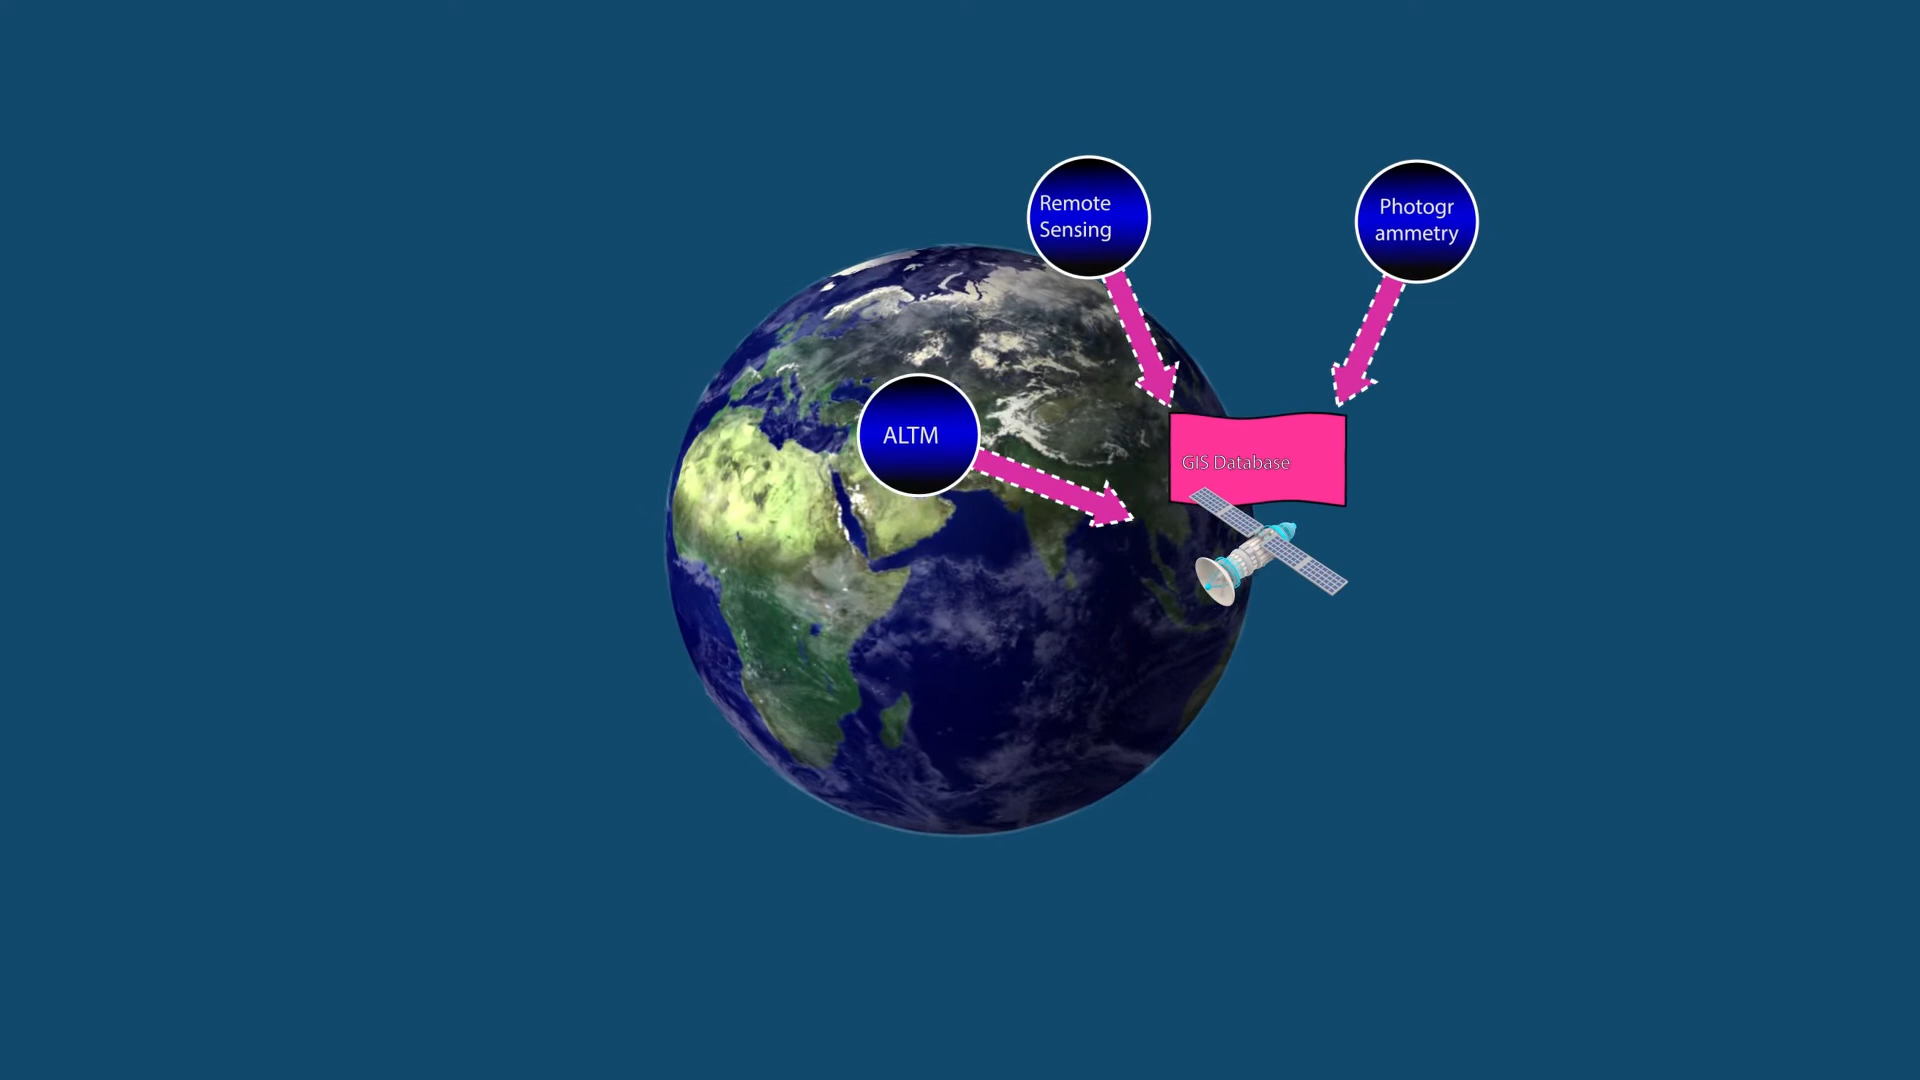 Remote
Sensing
Photogr
ammetry
ALTM
GIS Database